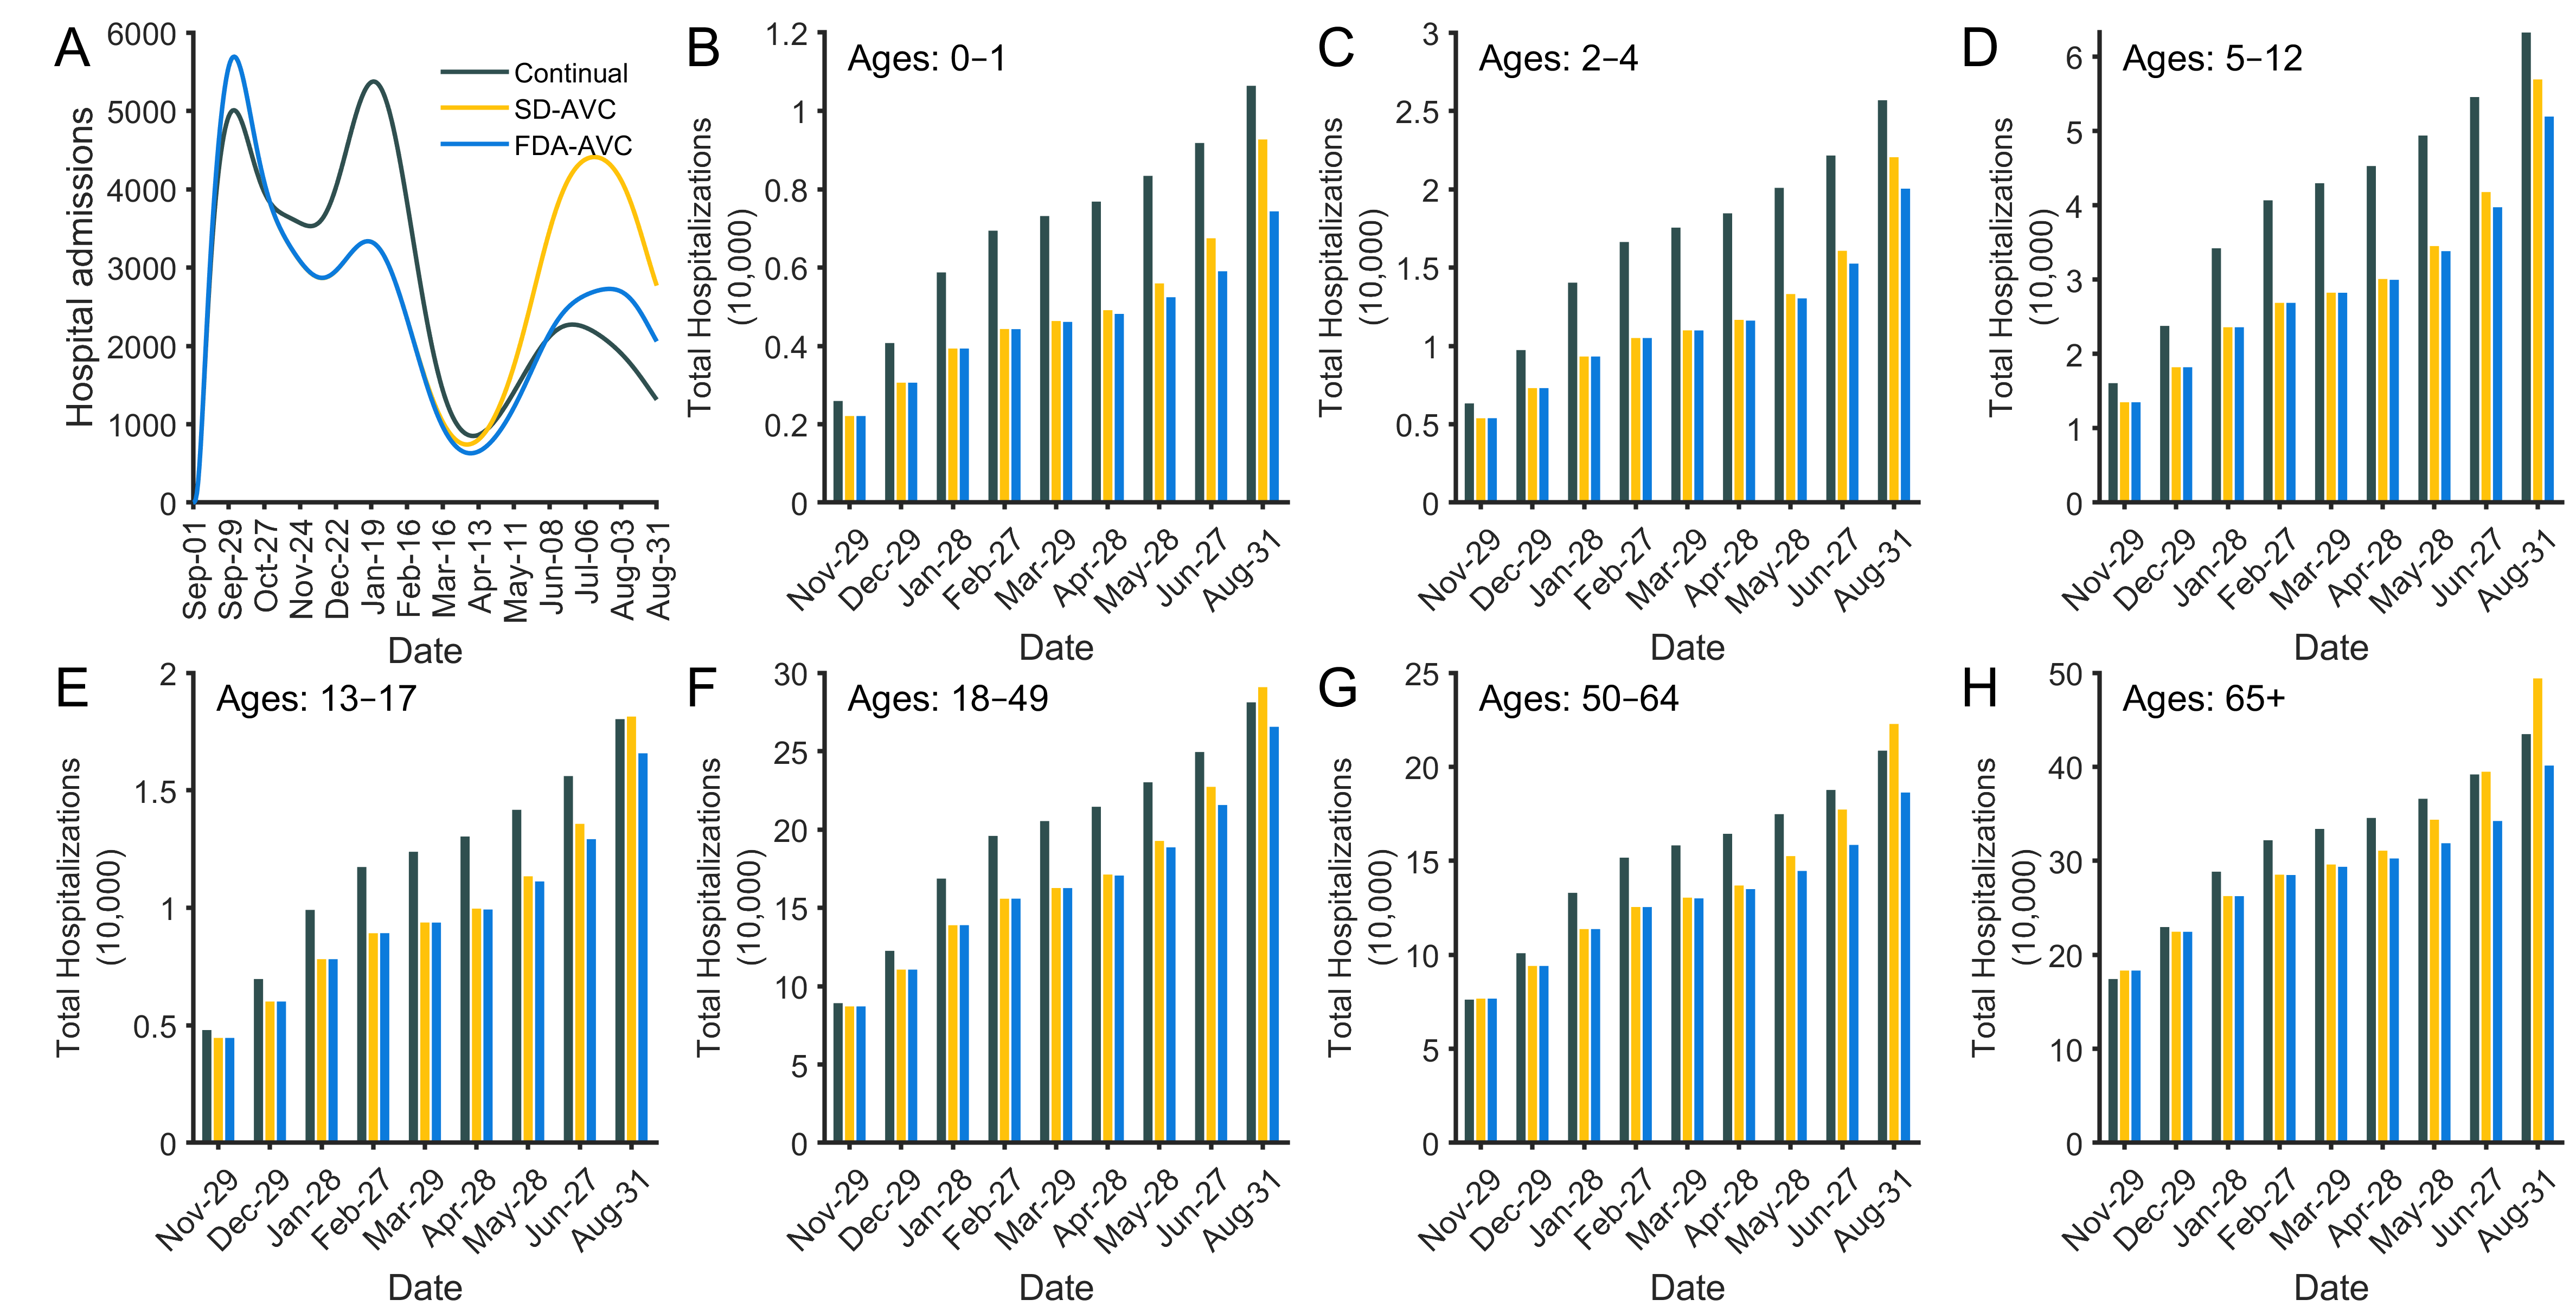 A
6000
5000
4000
3000
2000
1000
0
Hospital admissions
Continual
SD-AVC
FDA-AVC
Sep-01
Sep-29
Oct-27
Nov-24
Dec-22
Jan-19
Feb-16
Mar-16
Apr-13
May-11
Jun-08
Jul-06
Aug-03
Aug-31
Date
B
Ages: 0–1
1.2
1
0.8
0.6
0.4
0.2
0
Total Hospitalizations
(10,000)
Nov-29
Dec-29
Jan-28
Feb-27
Mar-29
Apr-28
May-28
Jun-27
Aug-31
Date
C
Ages: 2–4
3
2.5
2
1.5
1
0.5
0
Total Hospitalizations
(10,000)
Nov-29
Dec-29
Jan-28
Feb-27
Mar-29
Apr-28
May-28
Jun-27
Aug-31
Date
D
Ages: 5–12
6
5
4
3
2
1
0
Total Hospitalizations
(10,000)
Nov-29
Dec-29
Jan-28
Feb-27
Mar-29
Apr-28
May-28
Jun-27
Aug-31
Date
E
Ages: 13–17
2
1.5
1
0.5
0
Total Hospitalizations
(10,000)
Nov-29
Dec-29
Jan-28
Feb-27
Mar-29
Apr-28
May-28
Jun-27
Aug-31
Date
F
Ages: 18–49
30
25
20
15
10
5
0
Total Hospitalizations
(10,000)
Nov-29
Dec-29
Jan-28
Feb-27
Mar-29
Apr-28
May-28
Jun-27
Aug-31
Date
G
Ages: 50–64
25
20
15
10
5
0
Total Hospitalizations
(10,000)
Nov-29
Dec-29
Jan-28
Feb-27
Mar-29
Apr-28
May-28
Jun-27
Aug-31
Date
H
Ages: 65+
50
40
30
20
10
0
Total Hospitalizations
(10,000)
Nov-29
Dec-29
Jan-28
Feb-27
Mar-29
Apr-28
May-28
Jun-27
Aug-31
Date